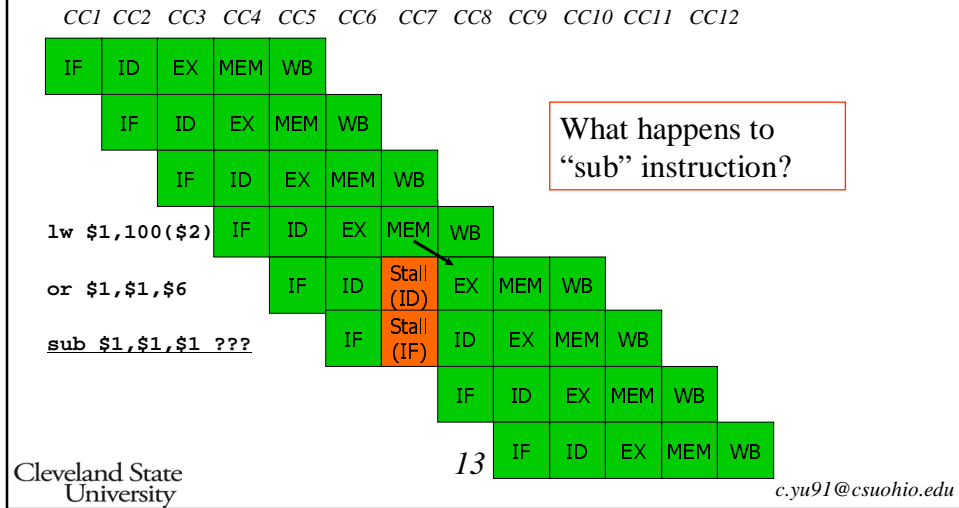 CC1 CC2 CC3 CC4 CC5 CC6 CC7 CC8 CC9 CC10 CC11 CC12
IF ID EX MEM WB
IF ID EX MEM WB
What happens to
“sub” instruction?
IF ID EX MEM WB
lw $1,100($2) IF ID EX MEM WB
or $1,$1,$6 IF ID Stall (ID) EX MEM WB
sub $1,$1,$1 ??? IF Stall (IF) ID EX MEM WB
IF ID EX MEM WB
IF ID EX MEM WB
Cleveland State
University
13
c.yu91@csuohio.edu